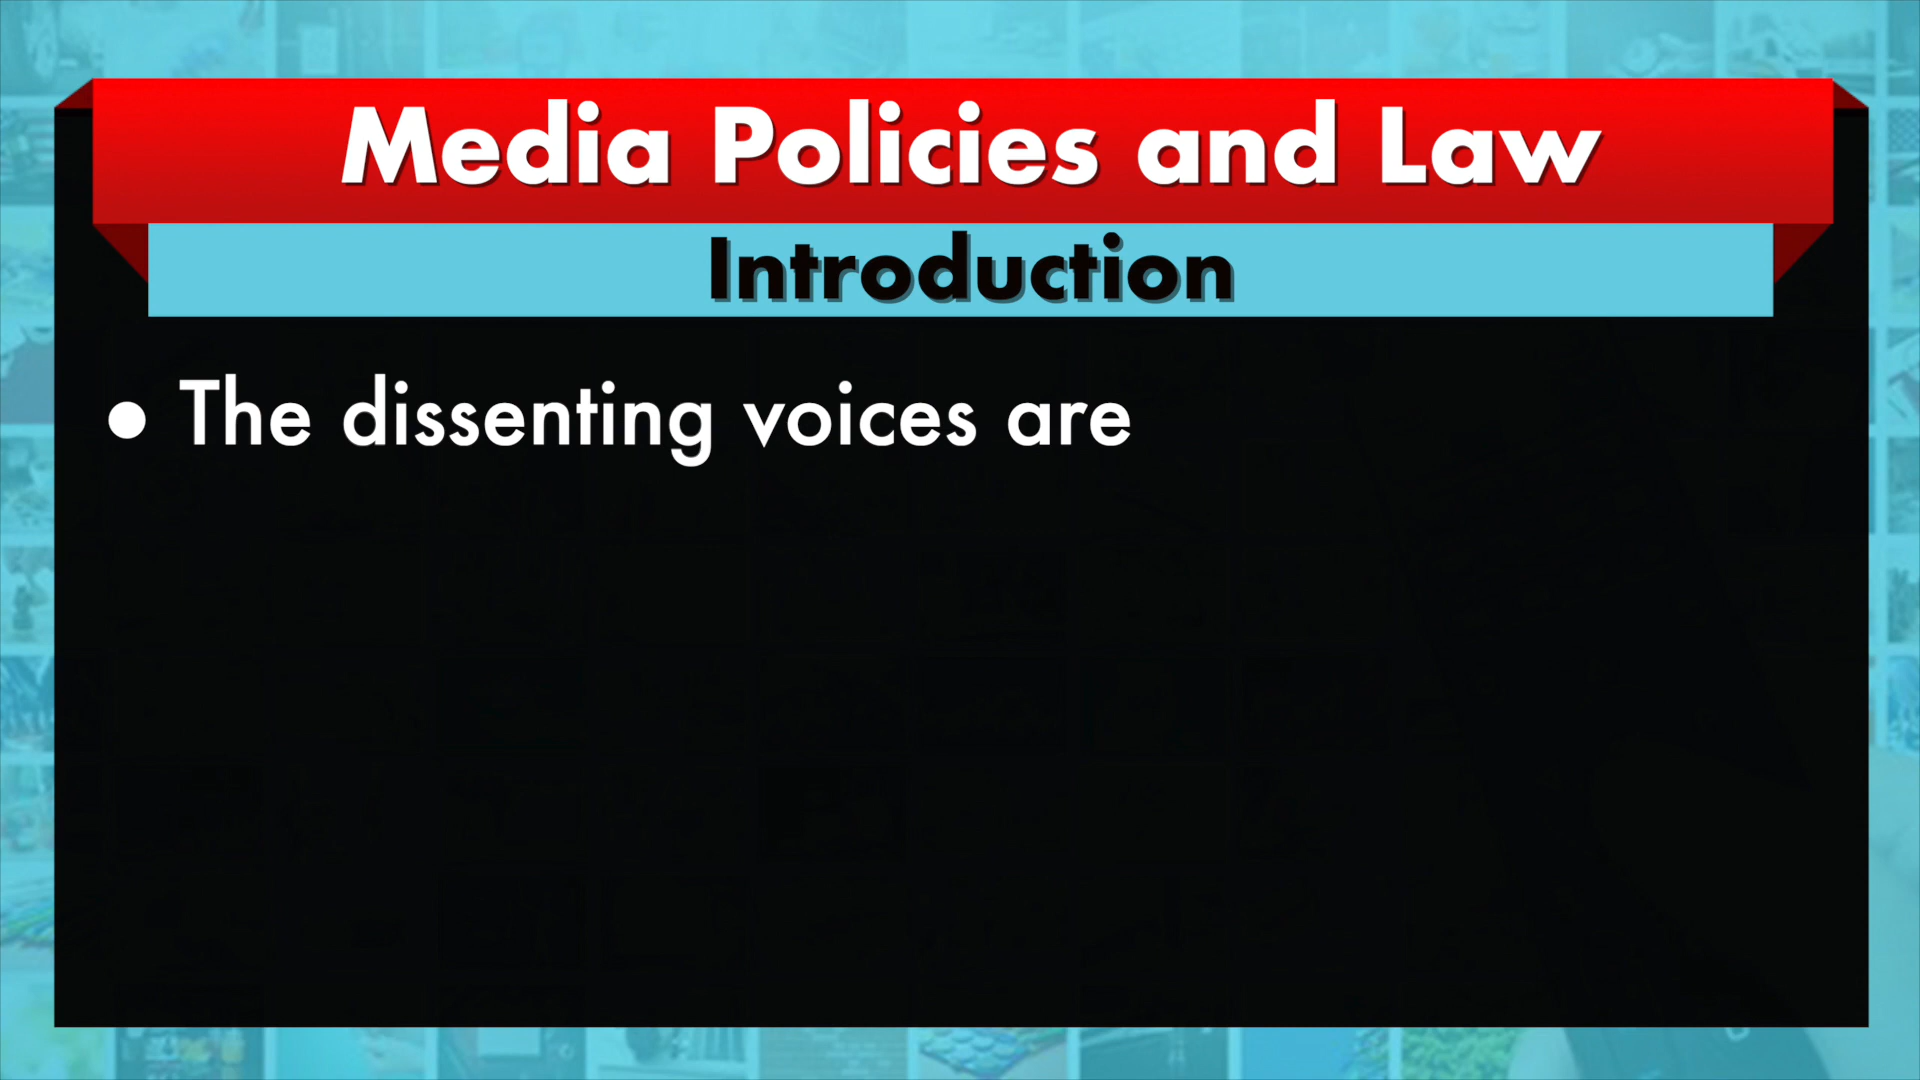 Media Policies and Law
Introduction
● The dissenting voices are